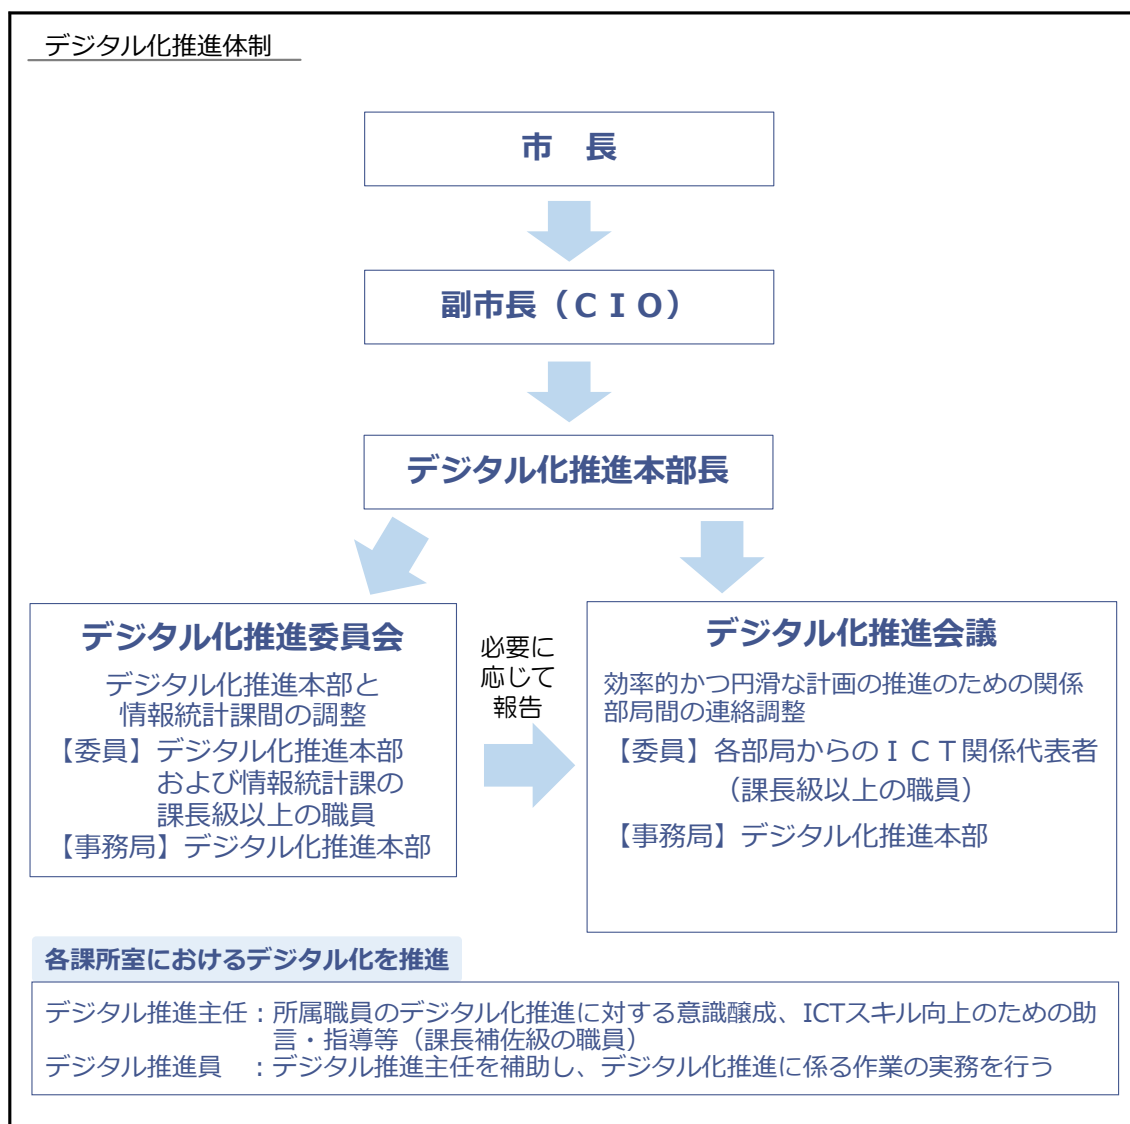 デジタル化推進体制
市　長
副市長（ＣＩＯ）
デジタル化推進本部長
デジタル化推進委員会
デジタル化推進本部と
情報統計課間の調整
【委員】デジタル化推進本部
および情報統計課の
課長級以上の職員
【事務局】デジタル化推進本部
必要に
応じて
報告
デジタル化推進会議
効率的かつ円滑な計画の推進のための関係
部局間の連絡調整
【委員】各部局からのＩＣＴ関係代表者
（課長級以上の職員）
【事務局】デジタル化推進本部
各課所室におけるデジタル化を推進
デジタル推進主任：所属職員のデジタル化推進に対する意識醸成、ICTスキル向上のための助
言・指導等（課長補佐級の職員）
デジタル推進員　：デジタル推進主任を補助し、デジタル化推進に係る作業の実務を行う